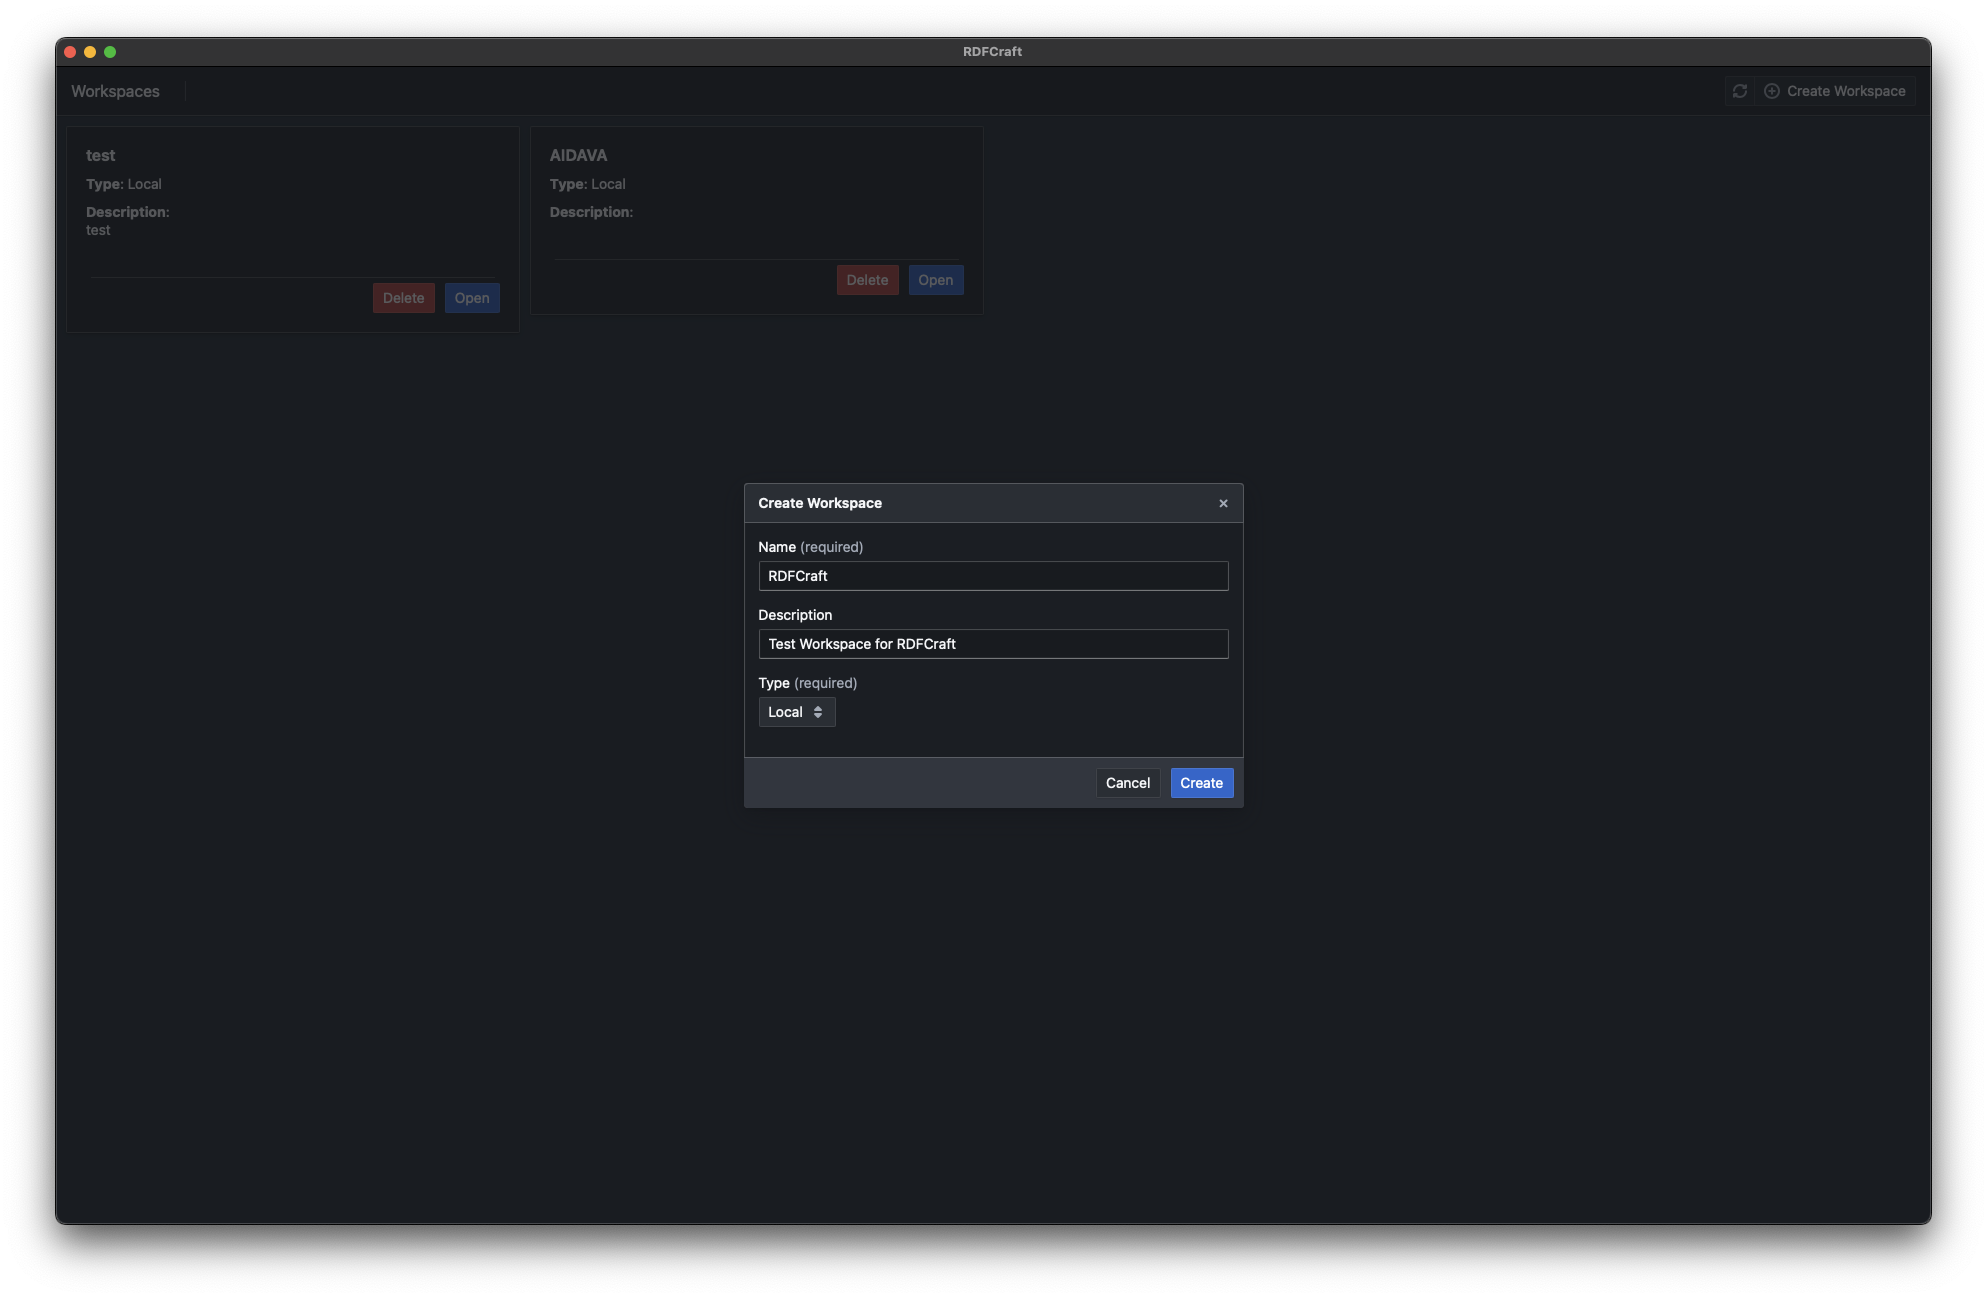 RDFCraft
Workspaces
Create Workspace
test
Type: Local
Description:
test
Delete
Open
AIDAVA
Type: Local
Description:
Delete
Open
Create Workspace
Name (required)
RDFCraft
Description
Test Workspace for RDFCraft
Type (required)
Local
Cancel
Create